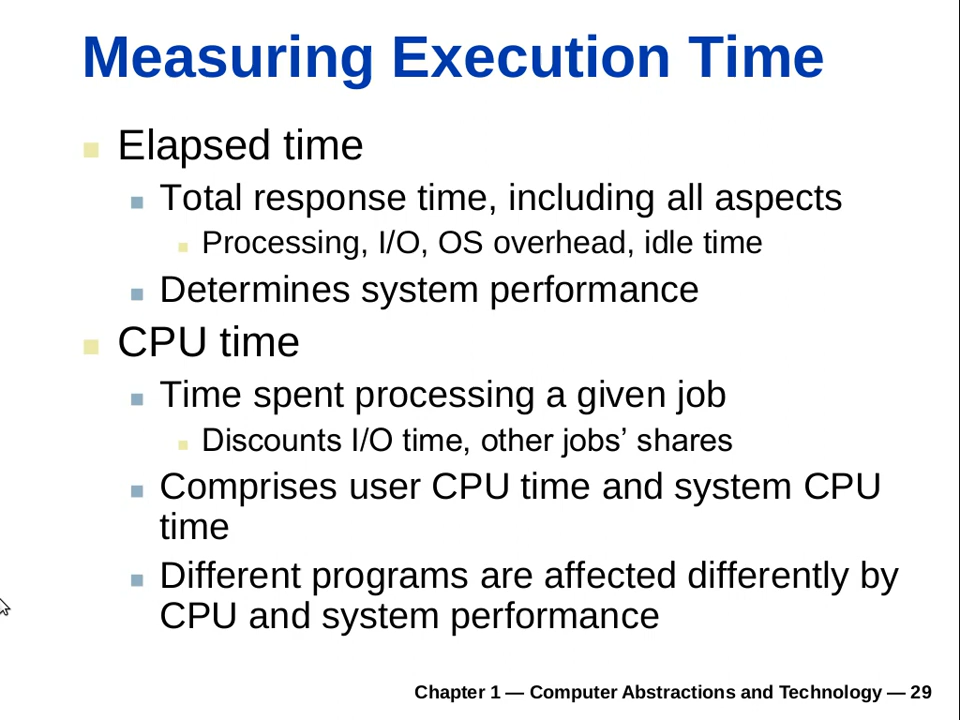 Measuring Execution Time
Elapsed time
Total response time, including all aspects
Processing, I/O, OS overhead, idle time
Determines system performance
CPU time
Time spent processing a given job
Discounts I/O time, other jobs’ shares
Comprises user CPU time and system CPU
time
Different programs are affected differently by
CPU and system performance
Chapter 1 — Computer Abstractions and Technology — 29